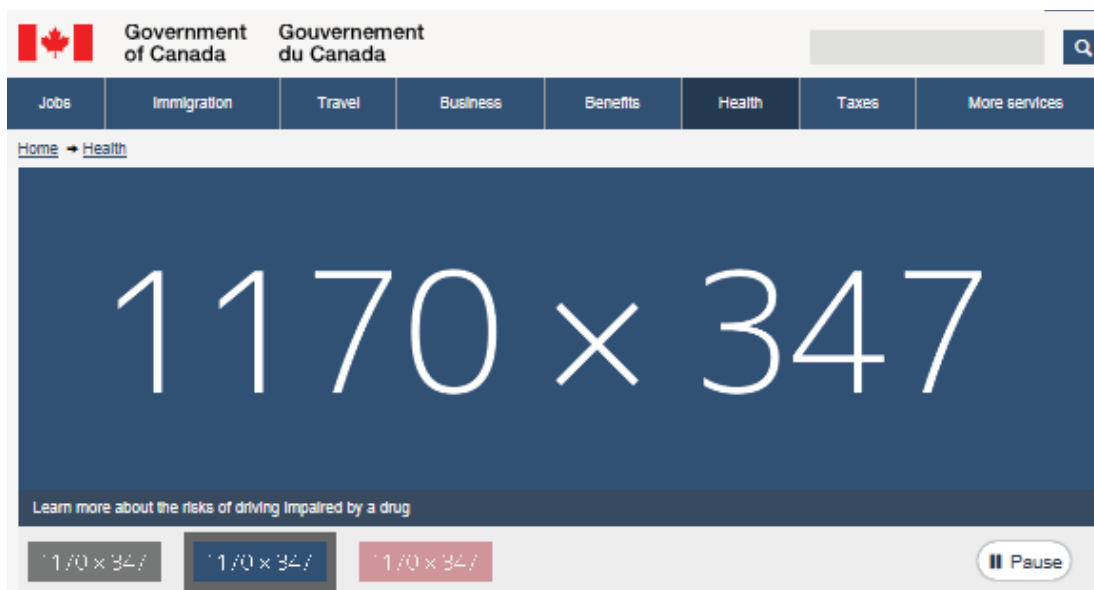 Government Gouvernement
of Canada du Canada
Jobs Immigration Travel Business Benefits Health Taxes More services
Home → Health
1170 × 347
Learn more about the risks of driving impaired by a drug
1170 × 347 1170 × 347 1170 × 347 Pause